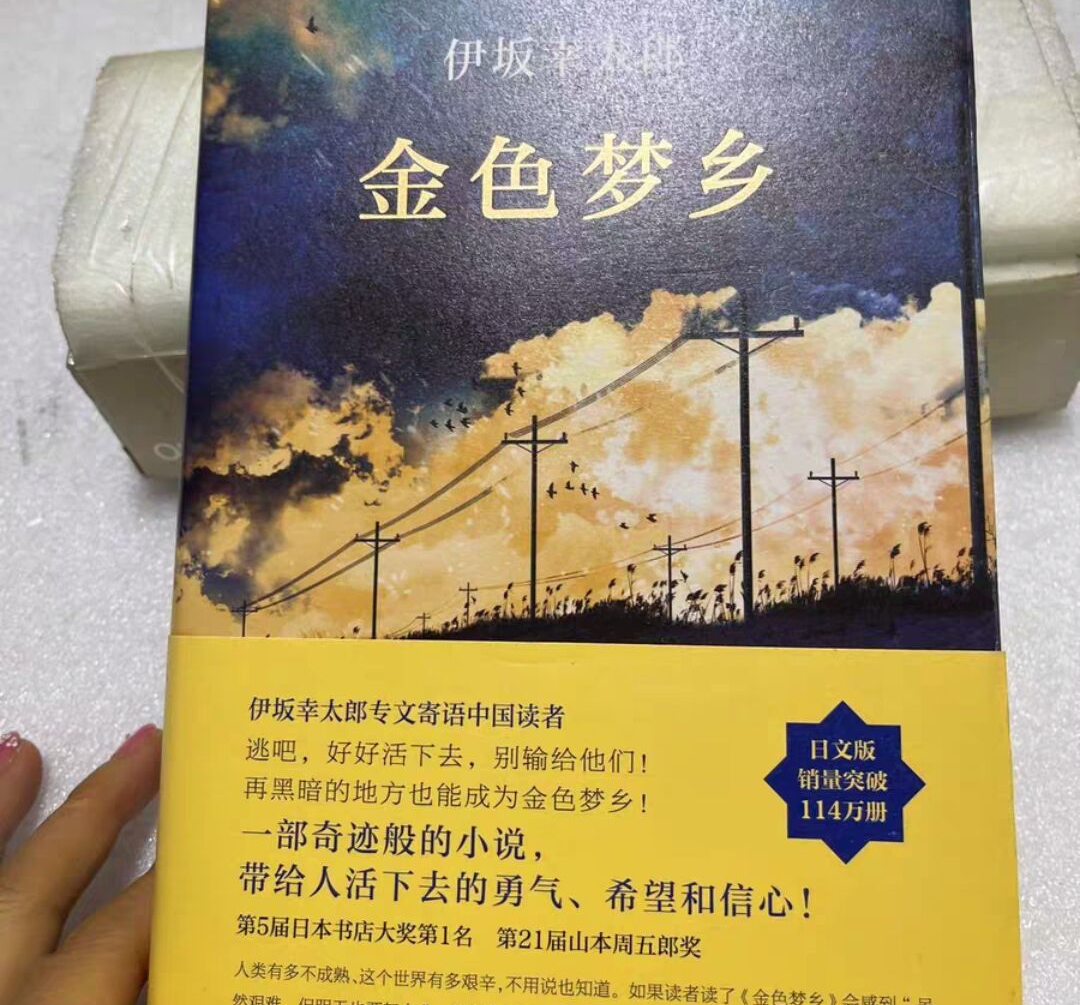 伊坂幸太郎
金色梦乡
伊坂幸太郎专文寄语中国读者
逃吧，好好活下去，别输给他们！
再黑暗的地方也能成为金色梦乡！
一部奇迹般的小说，
带给人活下去的勇气、希望和信心！
第5届日本书店大奖第1名 第21届山本周五郎奖
日文版
销量突破
114万册
人类有多不成熟、这个世界有多艰辛，不用说也知道。如果读者读了《金色梦乡》会感到“